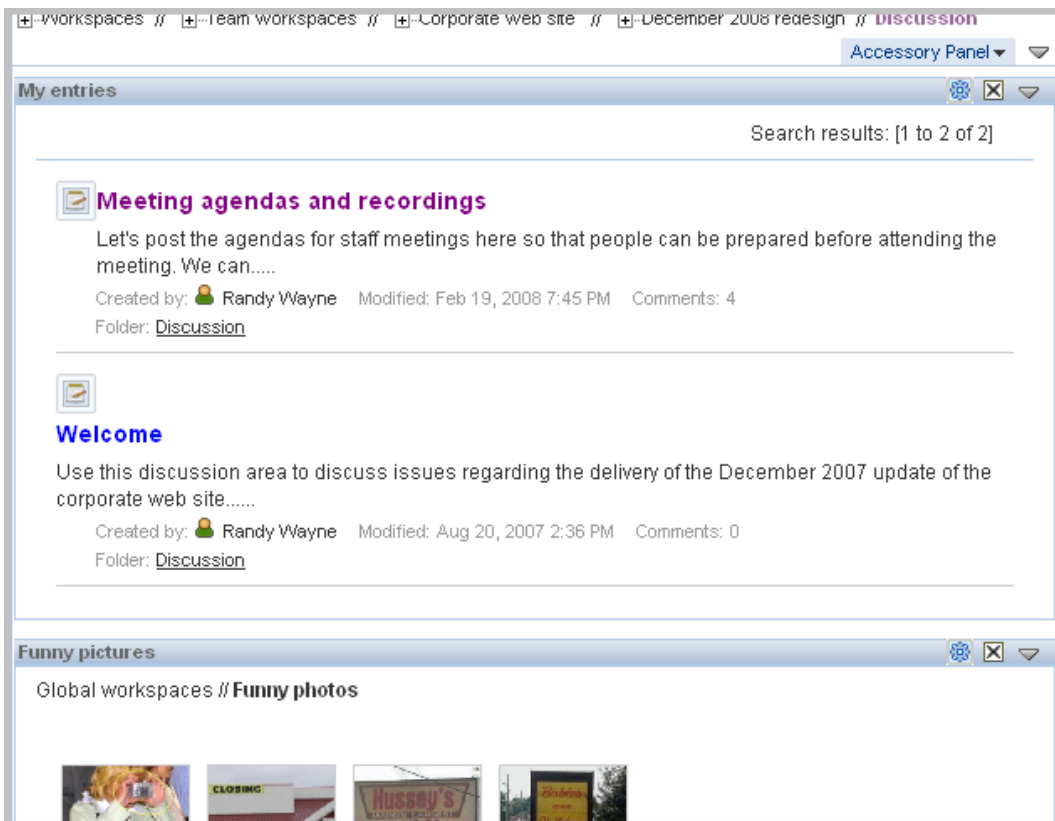 Workspaces // Team workspaces // Corporate web site // December 2008 redesign // Discussion
Accessory Panel
My entries
Search results: [1 to 2 of 2]
Meeting agendas and recordings
Let's post the agendas for staff meetings here so that people can be prepared before attending the
meeting. We can.....
Created by: Randy Wayne Modified: Feb 19, 2008 7:45 PM Comments: 4
Folder: Discussion
Welcome
Use this discussion area to discuss issues regarding the delivery of the December 2007 update of the
corporate web site......
Created by: Randy Wayne Modified: Aug 20, 2007 2:36 PM Comments: 0
Folder: Discussion
Funny pictures
Global workspaces // Funny photos
CLOSING
Hussey's
Babies